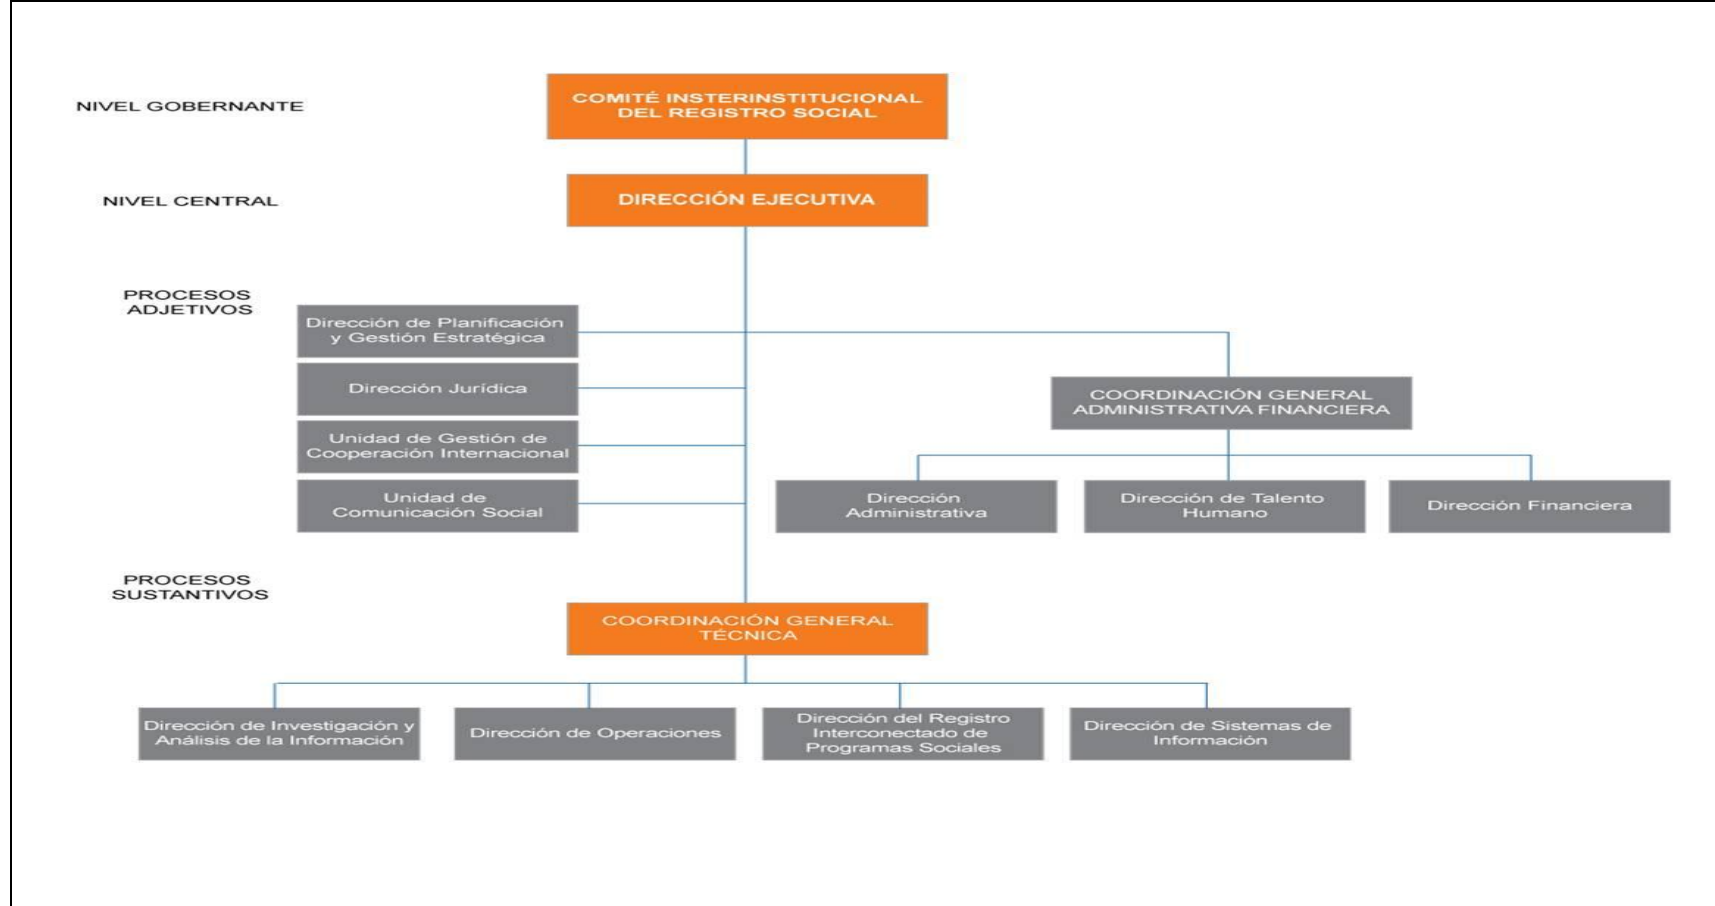 NIVEL GOBERNANTE
COMITÉ INSTERINSTITUCIONAL
DEL REGISTRO SOCIAL
NIVEL CENTRAL
DIRECCIÓN EJECUTIVA
PROCESOS
ADJETIVOS
Dirección de Planificación
y Gestión Estratégica
Dirección Jurídica
Unidad de Gestión de
Cooperación Internacional
Unidad de
Comunicación Social
COORDINACIÓN GENERAL
ADMINISTRATIVA FINANCIERA
Dirección
Administrativa
Dirección de Talento
Humano
Dirección Financiera
PROCESOS
SUSTANTIVOS
COORDINACIÓN GENERAL
TÉCNICA
Dirección de Investigación y
Análisis de la Información
Dirección de Operaciones
Dirección del Registro
Interconectado de
Programas Sociales
Dirección de Sistemas de
Información